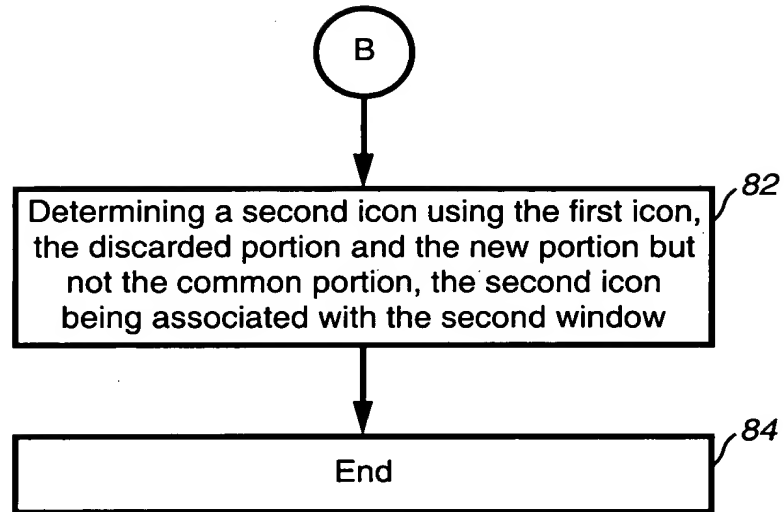 B
82
Determining a second icon using the first icon,
the discarded portion and the new portion but
not the common portion, the second icon
being associated with the second window
84
End